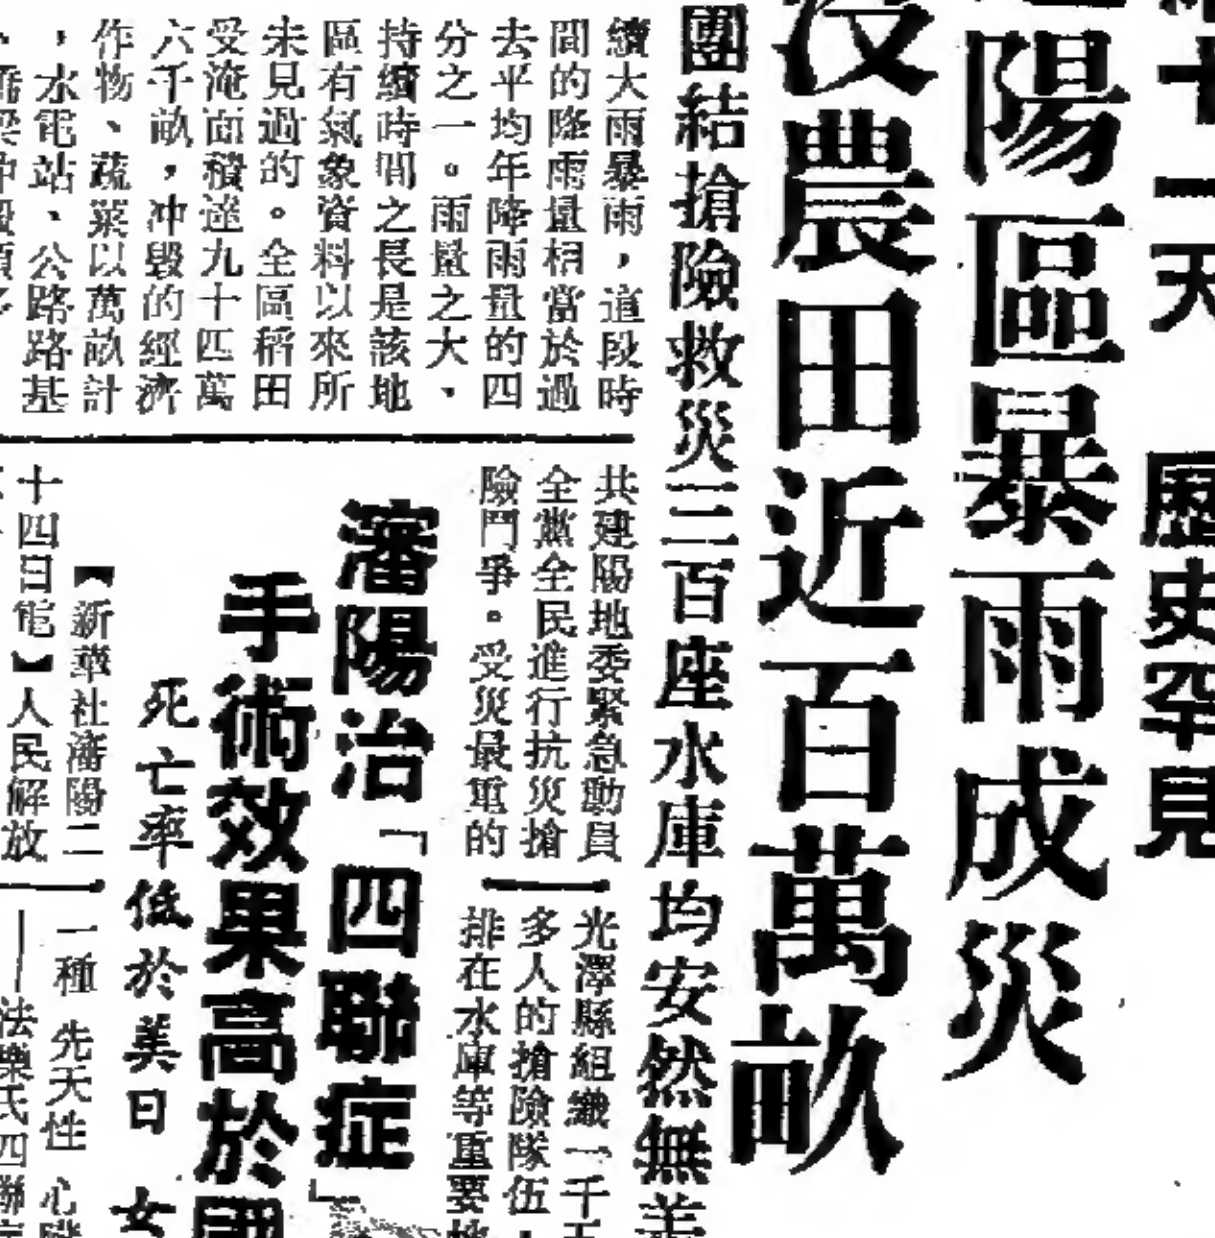 十一天 歷史罕見
陽區暴雨成災
沒農田近百萬畝
團結搶險救災三百座水庫均安然無恙
續大雨暴雨，這段時
間的降雨量相當於過
去平均年降雨量的四
分之一。雨量之大、
持續時間之長是該地
區有氣象資料以來所
未見過的。全區稻田
受淹面積達九十四萬
六千畝，冲毀的經濟
作物、蔬菜以萬畝計
，水電站、公路路基
共建陽地委緊急動員
全黨全民進行抗災搶
險鬥爭。受災最重的
光澤縣組織一千五
多人的搶險隊伍，
排在水庫等重要地
瀋陽治「四聯症」
手術效果高於國
死亡率低於美日
【新華社瀋陽二
十四日電】人民解放
一種先天性心臟
——法樂氏四聯症